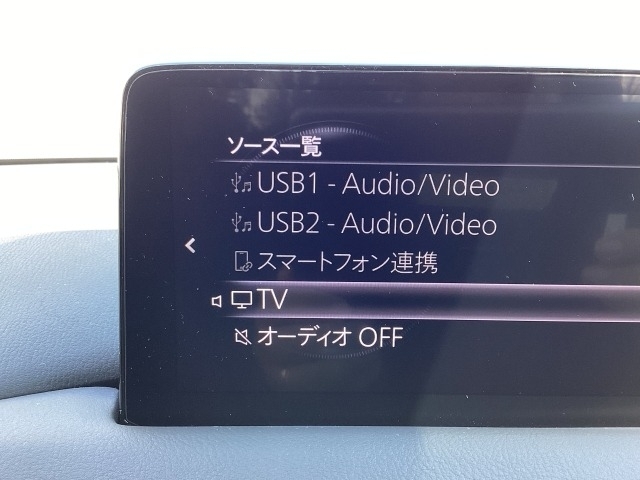 ソース一覧
USB1 - Audio/Video
USB2 - Audio/Video
スマートフォン連携
TV
オーディオ OFF